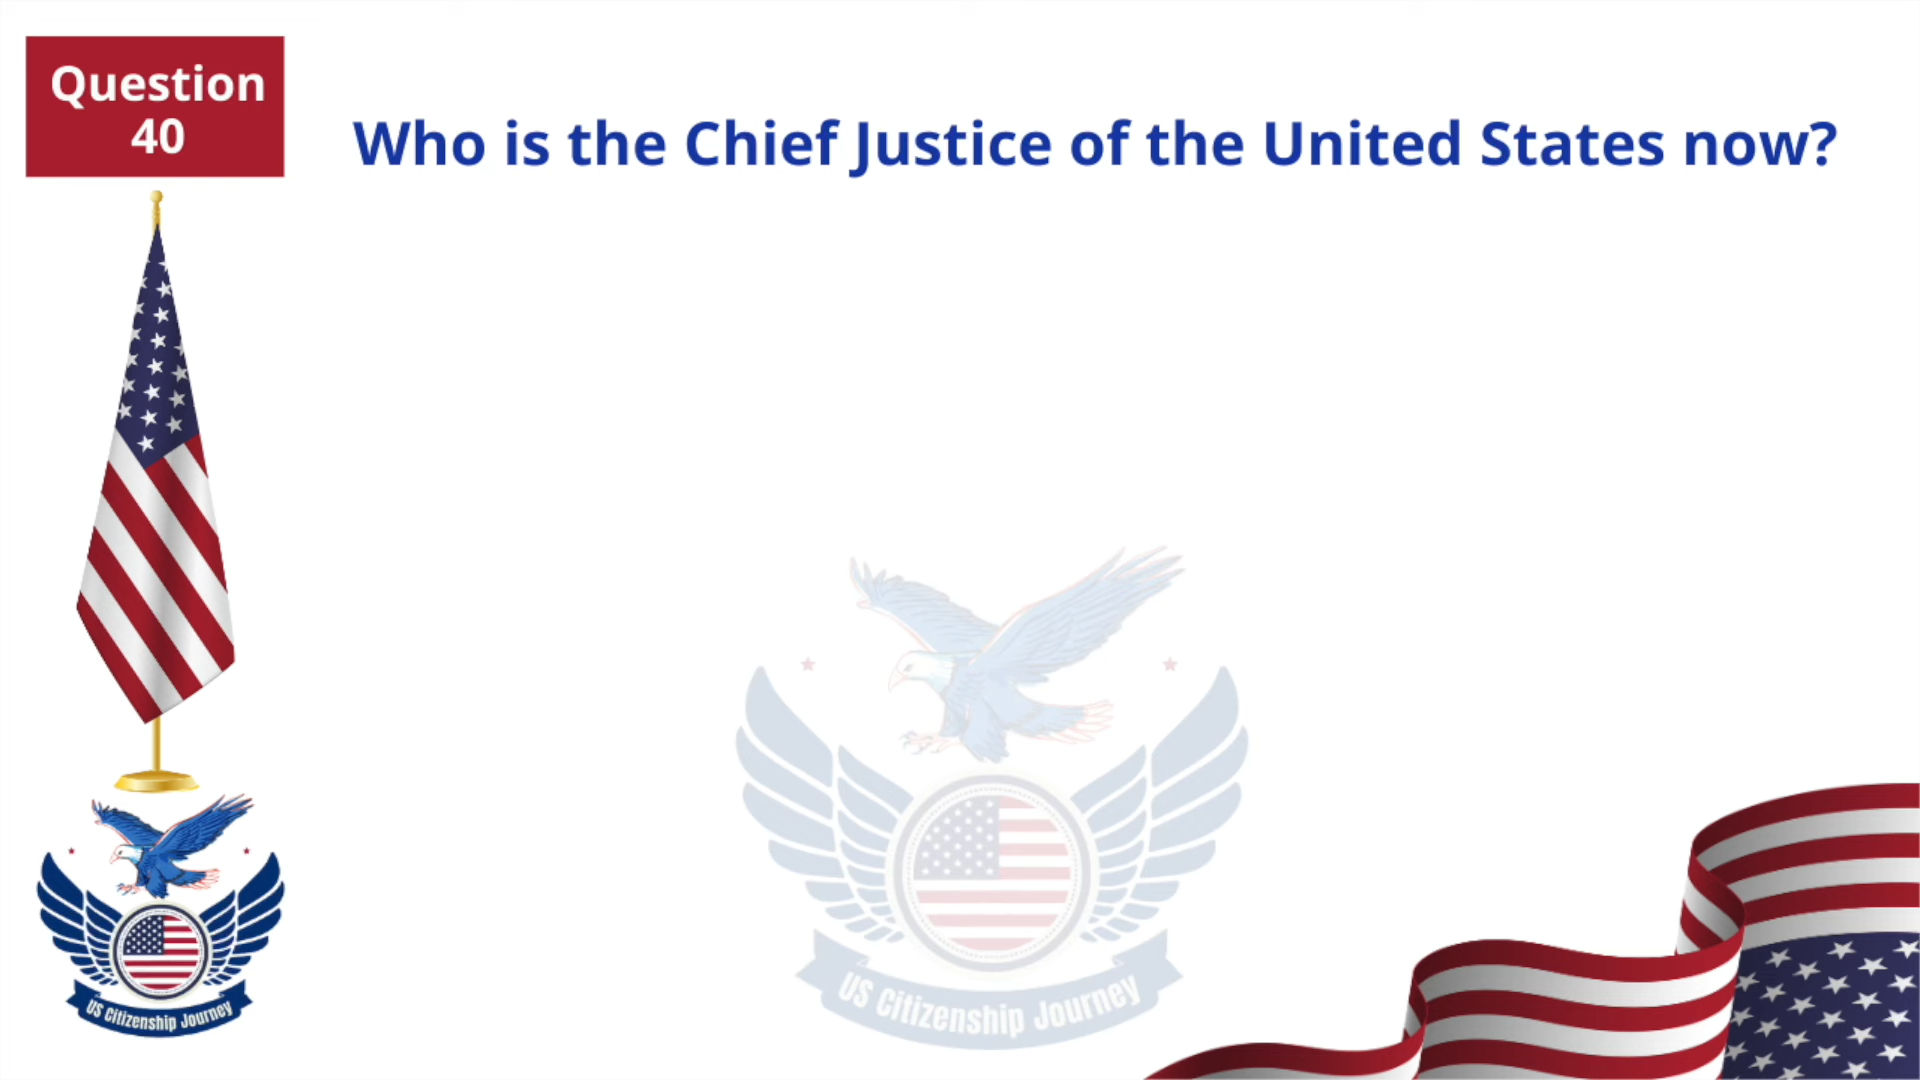 Question
40
Who is the Chief Justice of the United States now?
US Citizenship Journey
US Citizenship Journey